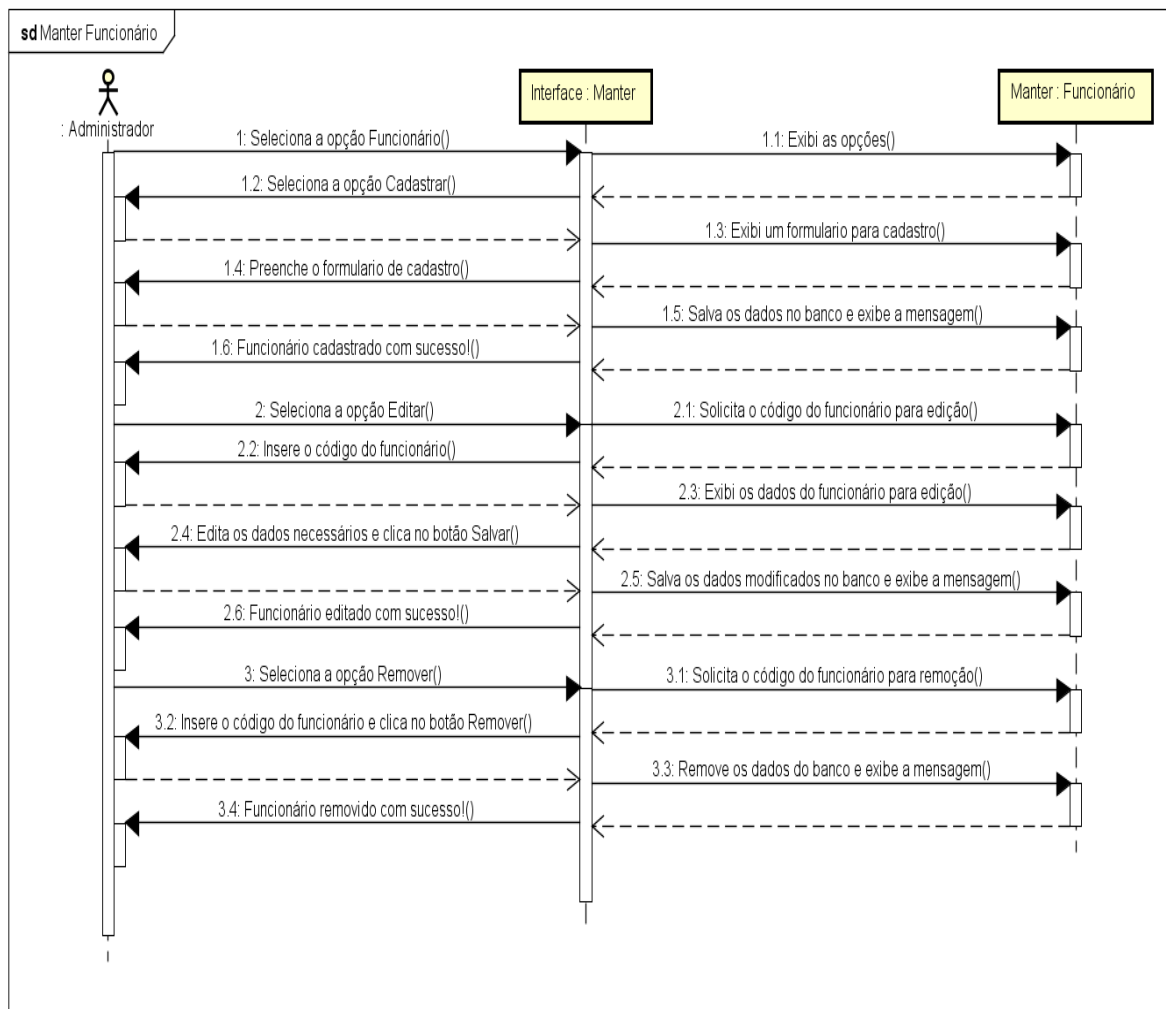 sd Manter Funcionário
Interface : Manter
Manter : Funcionário
: Administrador
1: Seleciona a opção Funcionário()
1.1: Exibi as opções()
1.2: Seleciona a opção Cadastrar()
1.3: Exibi um formulario para cadastro()
1.4: Preenche o formulario de cadastro()
1.5: Salva os dados no banco e exibe a mensagem()
1.6: Funcionário cadastrado com sucesso!()
2: Seleciona a opção Editar()
2.1: Solicita o código do funcionário para edição()
2.2: Insere o código do funcionário()
2.3: Exibi os dados do funcionário para edição()
2.4: Edita os dados necessários e clica no botão Salvar()
2.5: Salva os dados modificados no banco e exibe a mensagem()
2.6: Funcionário editado com sucesso!()
3: Seleciona a opção Remover()
3.1: Solicita o código do funcionário para remoção()
3.2: Insere o código do funcionário e clica no botão Remover()
3.3: Remove os dados do banco e exibe a mensagem()
3.4: Funcionário removido com sucesso!()